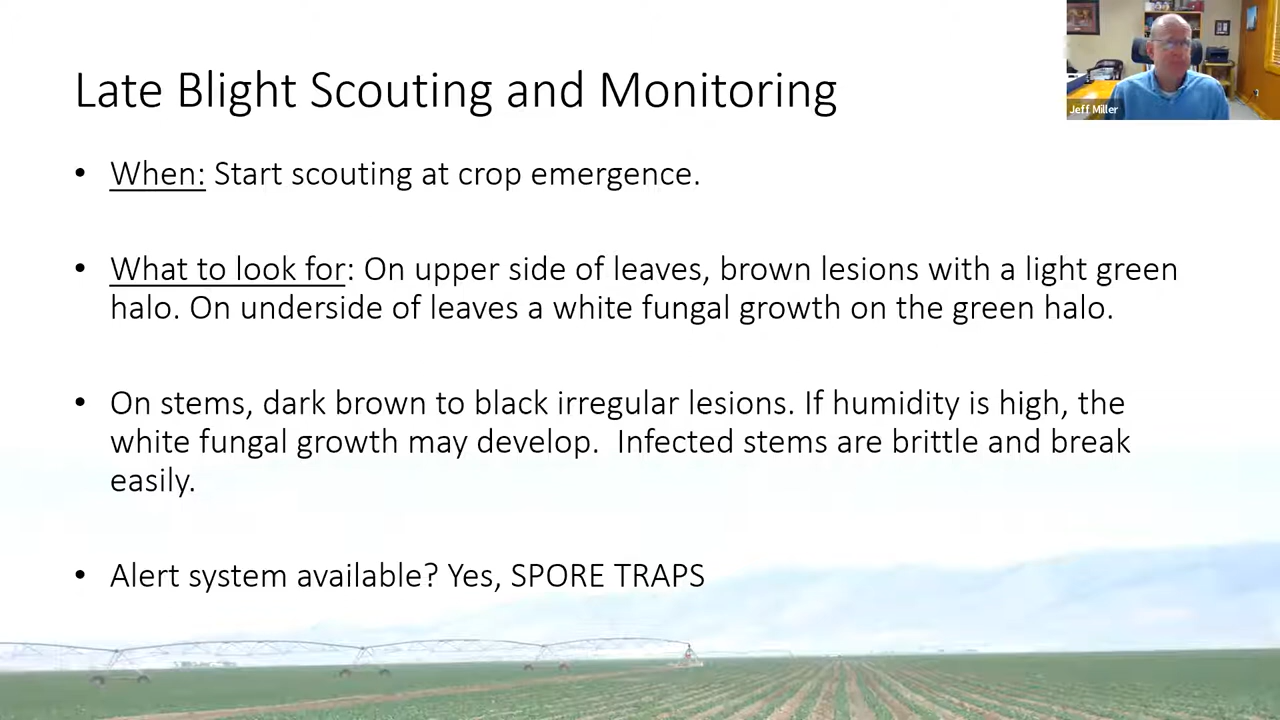 Late Blight Scouting and Monitoring
Jeff Miller
• When: Start scouting at crop emergence.
• What to look for: On upper side of leaves, brown lesions with a light green
halo. On underside of leaves a white fungal growth on the green halo.
• On stems, dark brown to black irregular lesions. If humidity is high, the
white fungal growth may develop.  Infected stems are brittle and break
easily.
• Alert system available? Yes, SPORE TRAPS